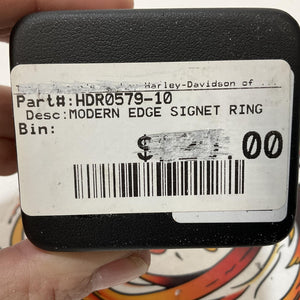 Harley-Davidson of
Part#:HDR0579-10
Desc:MODERN EDGE SIGNET RING
Bin:
$ .00